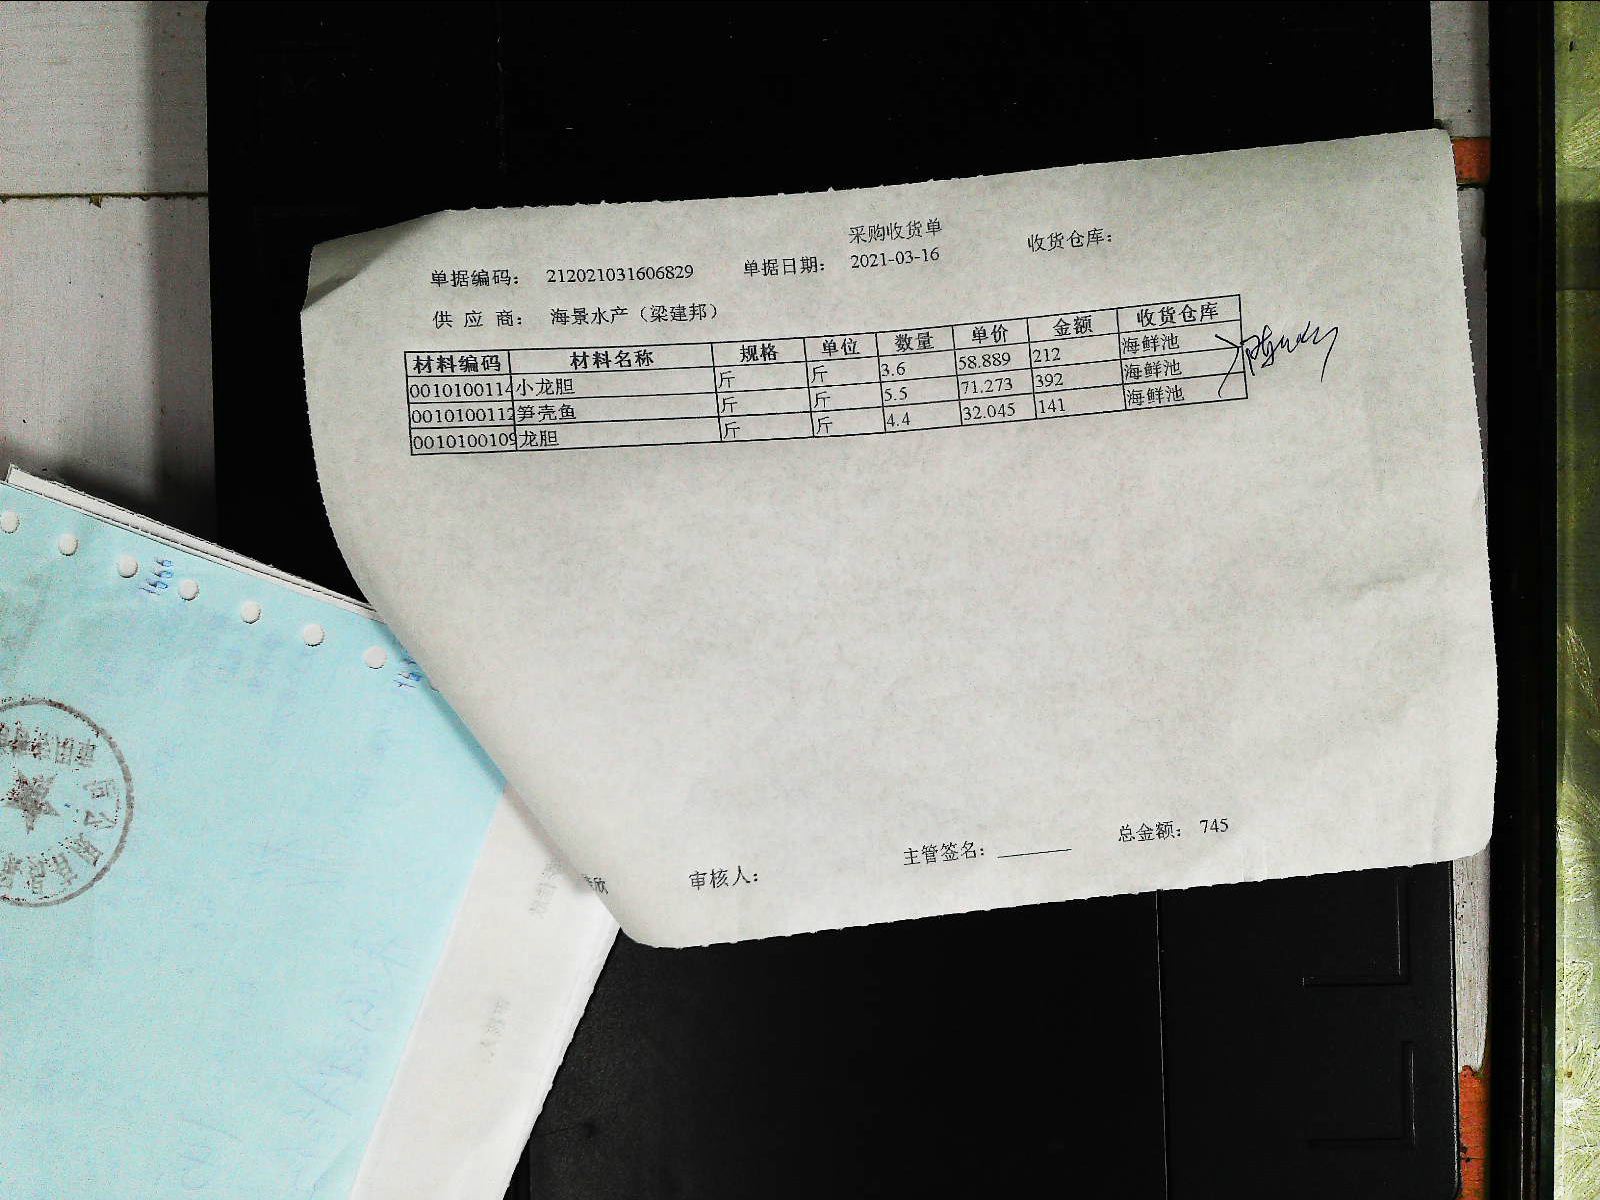 采购收货单
单据编码： 212021031606829 单据日期： 2021-03-16 收货仓库：
供 应 商： 海景水产（梁建邦）
材料编码 材料名称 规格 单位 数量 单价 金额 收货仓库
0010100114 小龙胆 斤 斤 3.6 58.889 212 海鲜池
0010100112 笋壳鱼 斤 斤 5.5 71.273 392 海鲜池
0010100109 龙胆 斤 斤 4.4 32.045 141 海鲜池
审核人： 主管签名： 总金额： 745
欣